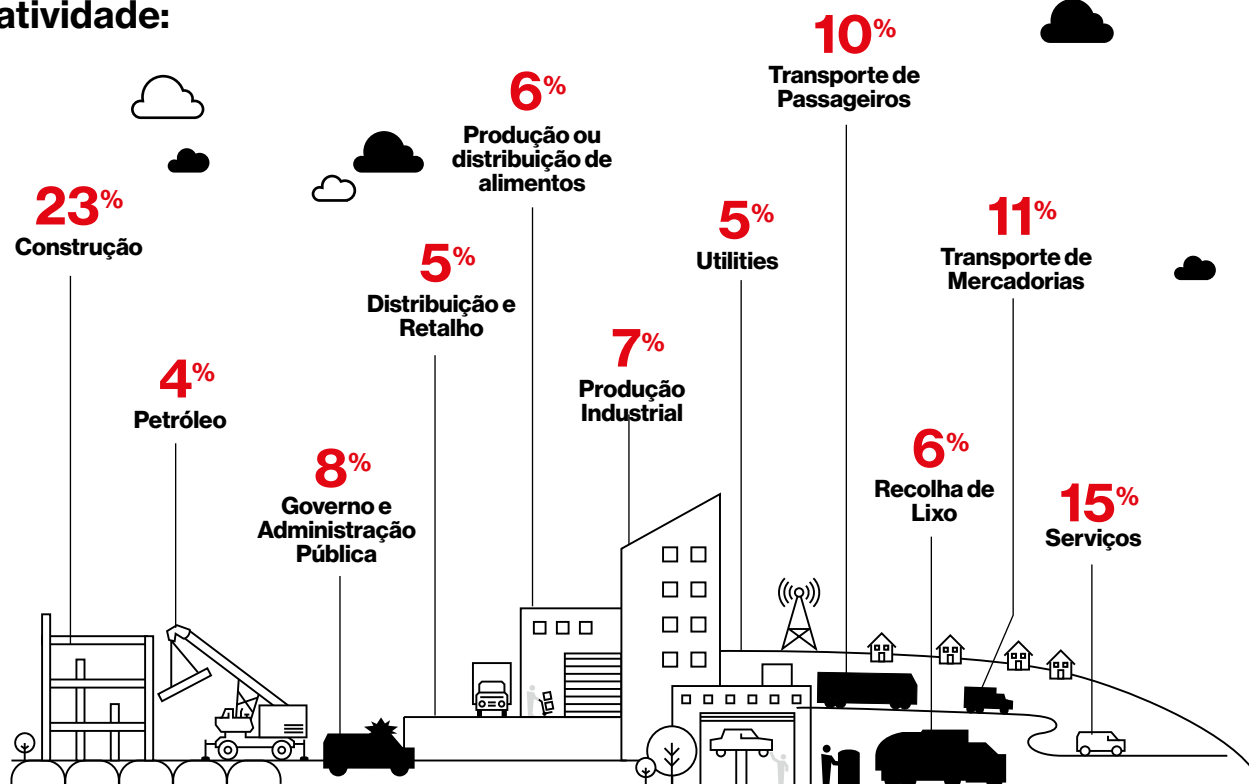 atividade:
10%
Transporte de
Passageiros
6%
Produção ou
distribuição de
alimentos
23%
Construção
5%
Utilities
11%
Transporte de
Mercadorias
5%
Distribuição e
Retalho
7%
Produção
Industrial
4%
Petróleo
8%
Governo e
Administração
Pública
6%
Recolha de
Lixo
15%
Serviços